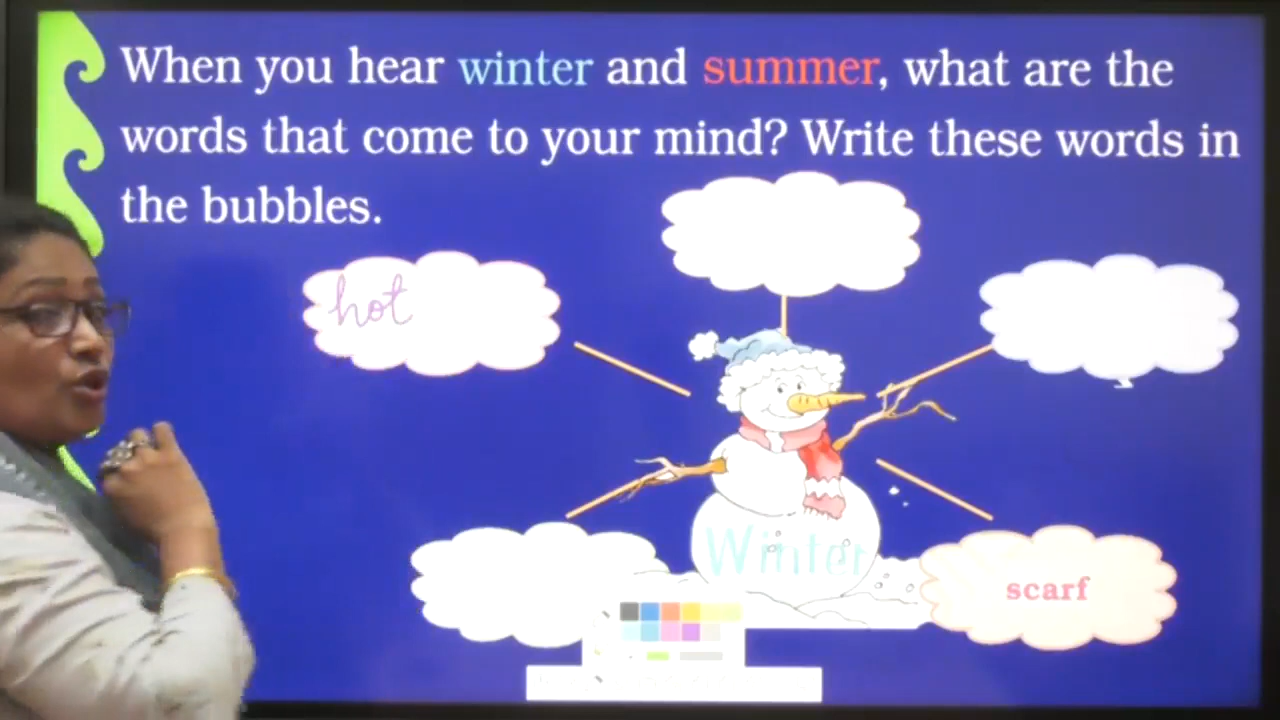 When you hear winter and summer, what are the
words that come to your mind? Write these words in
the bubbles.
hot
Winter
scarf